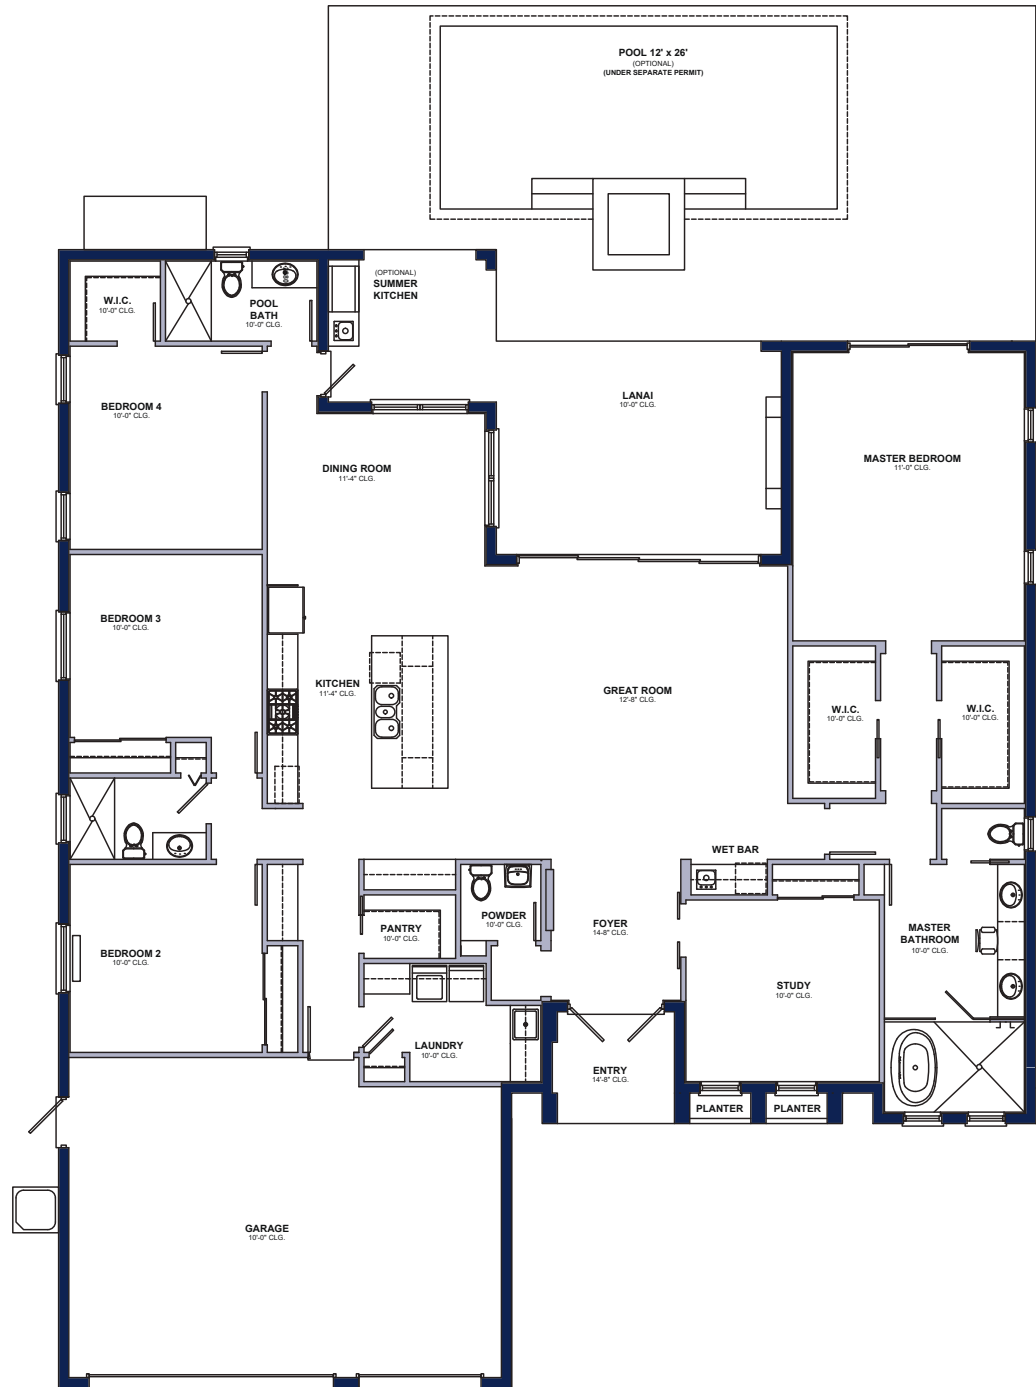 POOL 12' x 26'
(OPTIONAL)
(UNDER SEPARATE PERMIT)
(OPTIONAL)
SUMMER
KITCHEN
W.I.C.
10'-0" CLG.
POOL
BATH
10'-0" CLG.
BEDROOM 4
10'-0" CLG.
LANAI
10'-0" CLG.
DINING ROOM
11'-4" CLG.
MASTER BEDROOM
11'-0" CLG.
BEDROOM 3
10'-0" CLG.
KITCHEN
11'-4" CLG.
GREAT ROOM
12'-8" CLG.
W.I.C.
10'-0" CLG.
W.I.C.
10'-0" CLG.
WET BAR
BEDROOM 2
10'-0" CLG.
PANTRY
10'-0" CLG.
POWDER
10'-0" CLG.
FOYER
14'-8" CLG.
MASTER
BATHROOM
10'-0" CLG.
STUDY
10'-0" CLG.
LAUNDRY
10'-0" CLG.
ENTRY
14'-8" CLG.
PLANTER
PLANTER
GARAGE
10'-0" CLG.